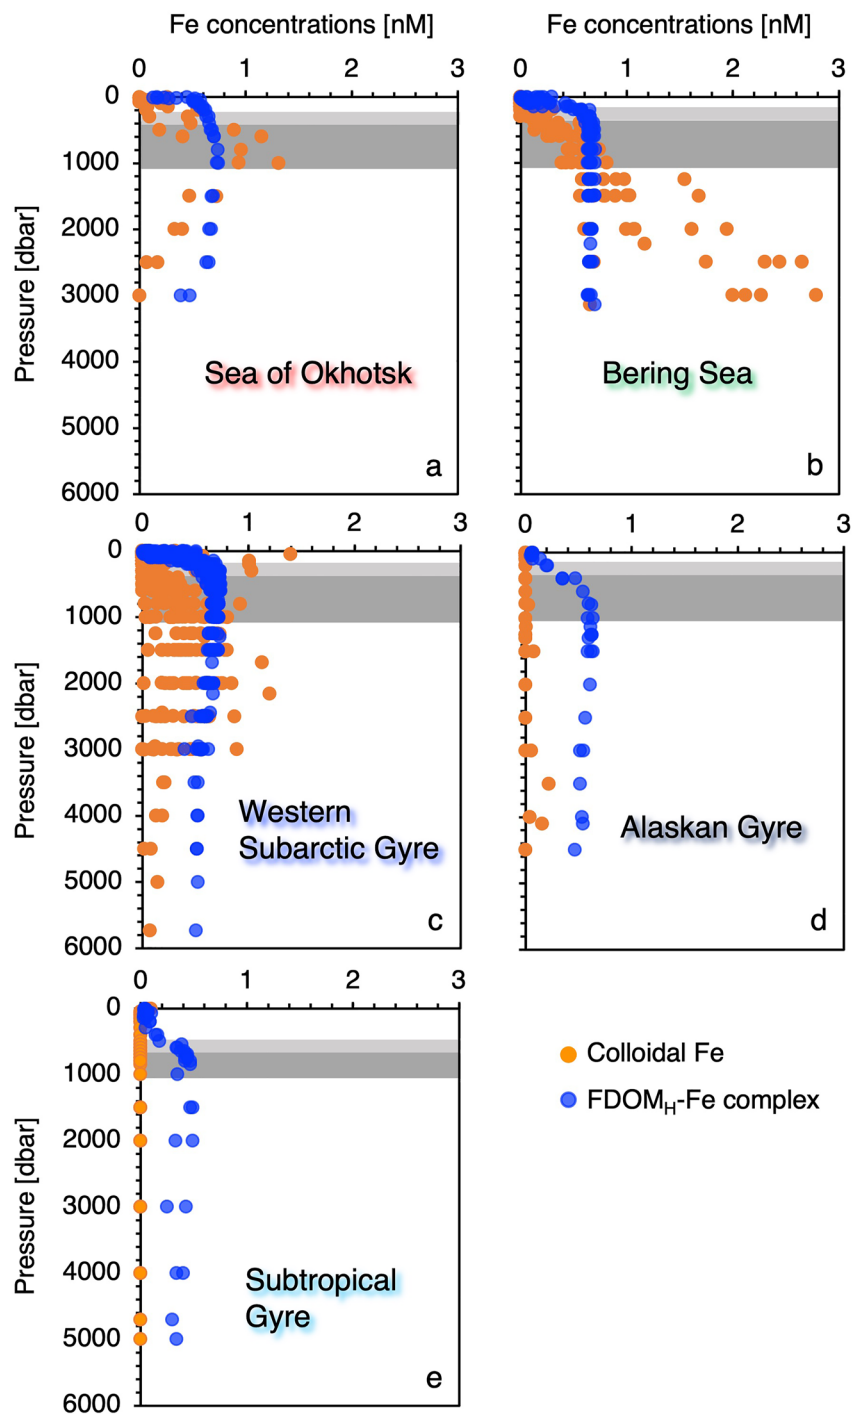 Fe concentrations [nM]
Fe concentrations [nM]
0 1 2 3
0 1 2 3
0
1000
2000
3000
4000
5000
6000
Pressure [dbar]
Sea of Okhotsk
a
Bering Sea
b
0 1 2 3
0 1 2 3
0
1000
2000
3000
4000
5000
6000
Pressure [dbar]
Western
Subarctic Gyre
c
Alaskan Gyre
d
0 1 2 3
0
1000
2000
3000
4000
5000
6000
Pressure [dbar]
Subtropical
Gyre
e
Colloidal Fe
FDOMH-Fe complex